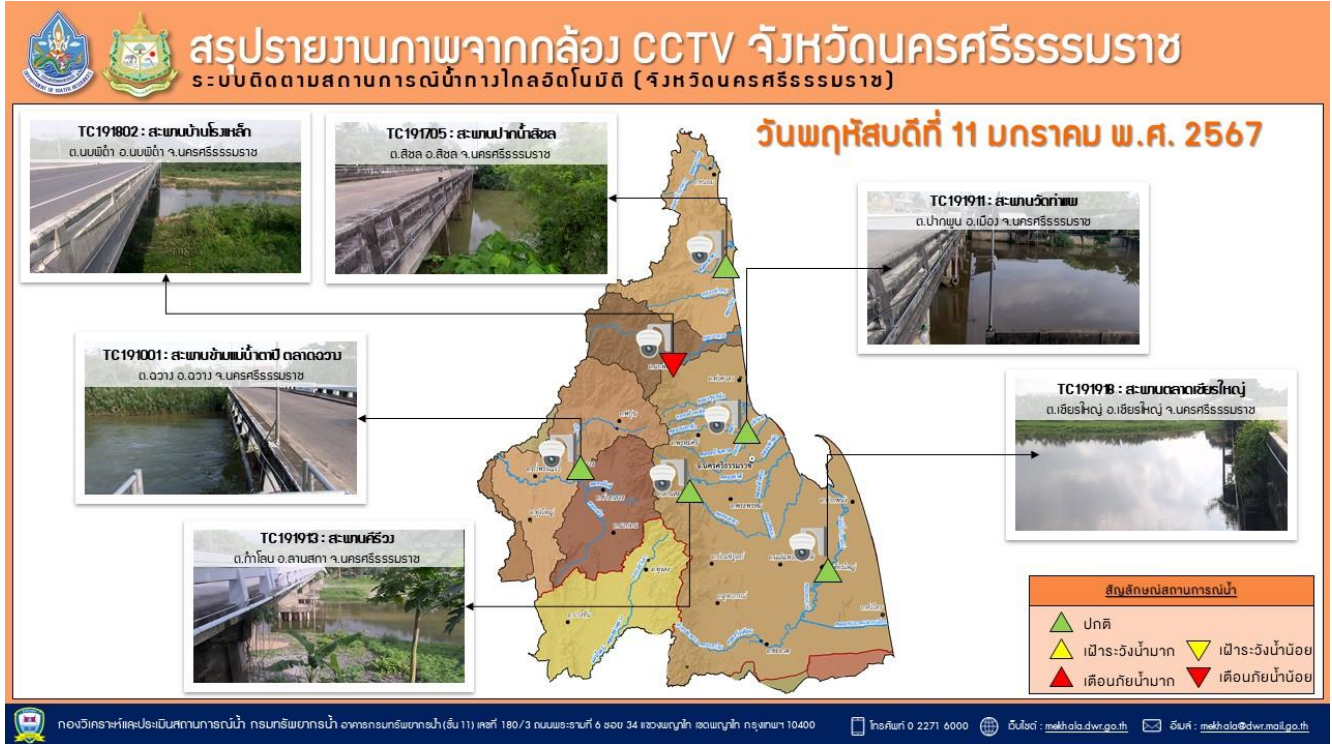 สรุปรายงานภาพจากกล้อง CCTV จังหวัดนครศรีธรรมราช
ระบบติดตามสถานการณ์น้ำทางไกลอัตโนมัติ (จังหวัดนครศรีธรรมราช)
วันพฤหัสบดีที่ 11 มกราคม พ.ศ. 2567
TC191802 : สะพานบ้านโรงเหล็ก
ต.นบพิตำ อ.นบพิตำ จ.นครศรีธรรมราช
TC191705 : สะพานปากน้ำสิชล
ต.สิชล อ.สิชล จ.นครศรีธรรมราช
TC191911 : สะพานวัดท่าแพ
ต.ปากพูน อ.เมือง จ.นครศรีธรรมราช
TC191001 : สะพานข้ามแม่น้ำตาปี ตลาดฉวาง
ต.ฉวาง อ.ฉวาง จ.นครศรีธรรมราช
TC191918 : สะพานตลาดเชียรใหญ่
ต.เชียรใหญ่ อ.เชียรใหญ่ จ.นครศรีธรรมราช
TC191913 : สะพานคีรีวง
ต.กำโลน อ.ลานสกา จ.นครศรีธรรมราช
อ.นครศรีธรรมราช
สัญลักษณ์สถานการณ์น้ำ
ปกติ
เฝ้าระวังน้ำมาก
เฝ้าระวังน้ำน้อย
เตือนภัยน้ำมาก
เตือนภัยน้ำน้อย
กองวิเคราะห์และประเมินสถานการณ์น้ำ กรมทรัพยากรน้ำ อาคารกรมทรัพยากรน้ำ (ชั้น 11) เลขที่ 180/3 ถนนพระรามที่ 6 ซอย 34 แขวงพญาไท เขตพญาไท กรุงเทพฯ 10400
โทรศัพท์ 0 2271 6000
เว็บไซต์ : mekhala.dwr.go.th
อีเมล์ : mekhala@dwr.mail.go.th